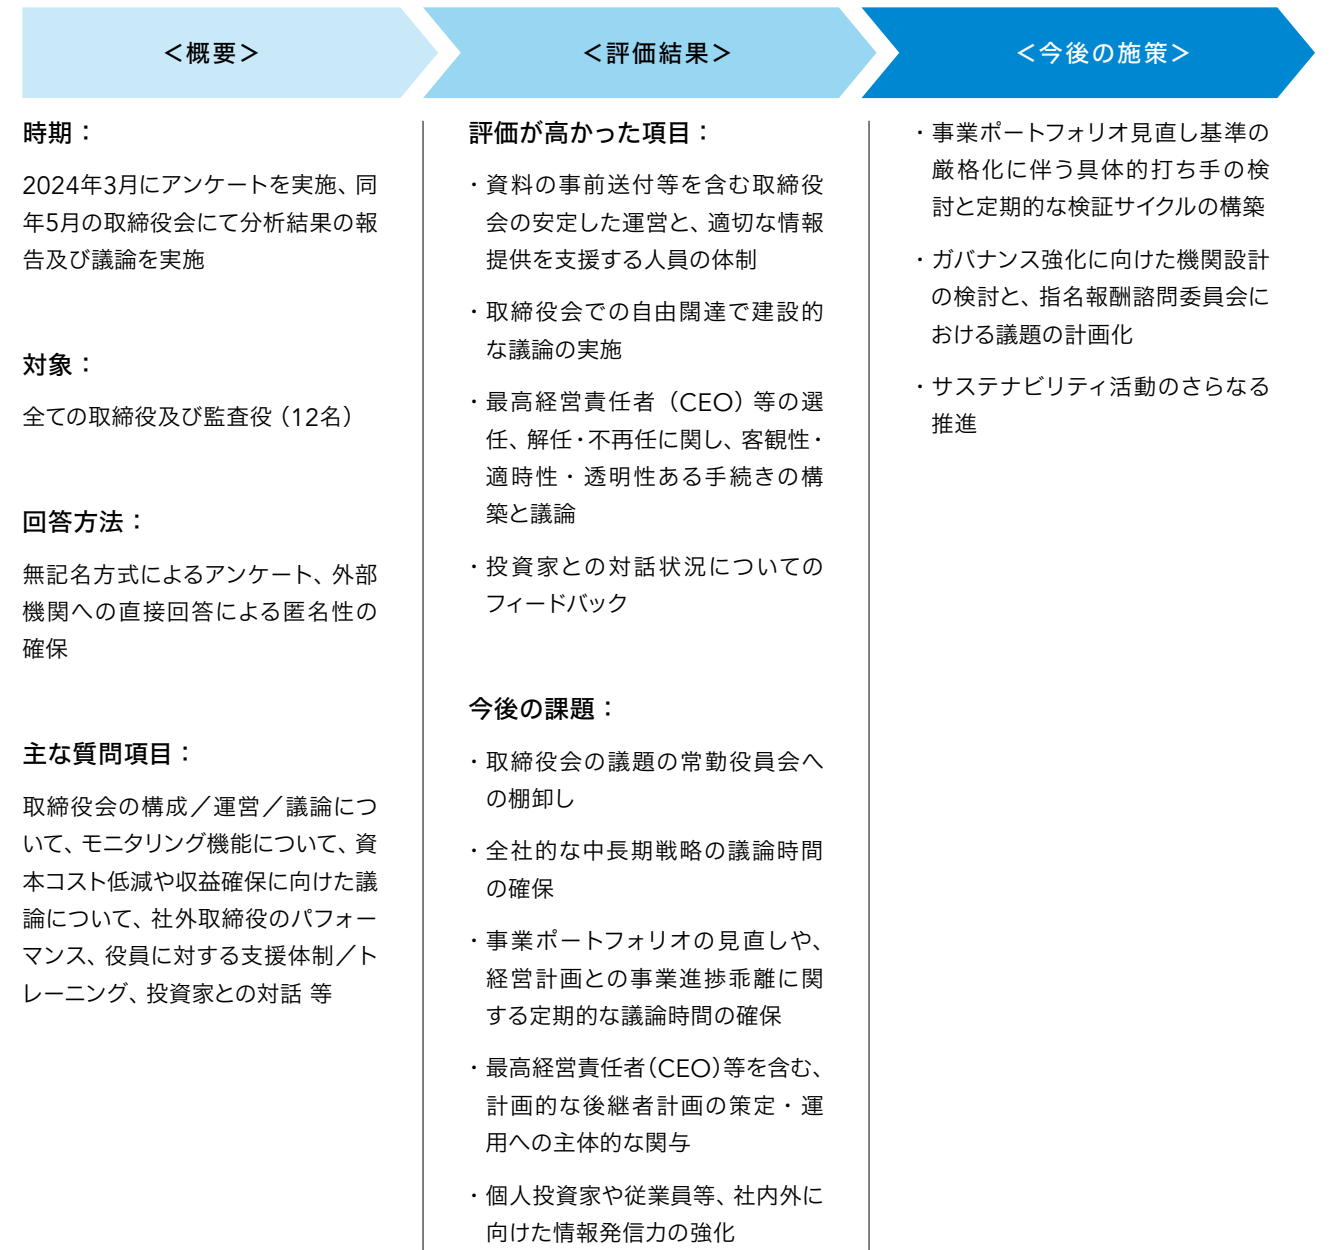 ＜概要＞
時期：
2024年3月にアンケートを実施、同
年5月の取締役会にて分析結果の報
告及び議論を実施
対象：
全ての取締役及び監査役（12名）
回答方法：
無記名方式によるアンケート、外部
機関への直接回答による匿名性の
確保
主な質問項目：
取締役会の構成／運営／議論につ
いて、モニタリング機能について、資
本コスト低減や収益確保に向けた議
論について、社外取締役のパフォー
マンス、役員に対する支援体制／ト
レーニング、投資家との対話 等
＜評価結果＞
評価が高かった項目：
・資料の事前送付等を含む取締役
会の安定した運営と、適切な情報
提供を支援する人員の体制
・取締役会での自由闊達で建設的
な議論の実施
・最高経営責任者（CEO）等の選
任、解任・不再任に関し、客観性・
適時性・透明性ある手続きの構
築と議論
・投資家との対話状況についての
フィードバック
今後の課題：
・取締役会の議題の常勤役員会へ
の棚卸し
・全社的な中長期戦略の議論時間
の確保
・事業ポートフォリオの見直しや、
経営計画との事業進捗乖離に関
する定期的な議論時間の確保
・最高経営責任者（CEO）等を含む、
計画的な後継者計画の策定・運
用への主体的な関与
・個人投資家や従業員等、社内外に
向けた情報発信力の強化
＜今後の施策＞
・事業ポートフォリオ見直し基準の
厳格化に伴う具体的打ち手の検
討と定期的な検証サイクルの構築
・ガバナンス強化に向けた機関設計
の検討と、指名報酬諮問委員会に
おける議題の計画化
・サステナビリティ活動のさらなる
推進